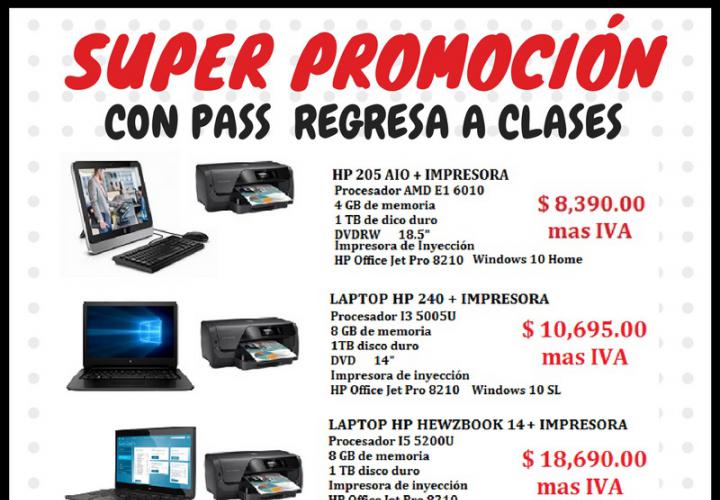 SUPER PROMOCIÓN
CON PASS REGRESA A CLASES
HP 205 AIO + IMPRESORA
Procesador AMD E1 6010
4 GB de memoria
1 TB de dico duro
DVDRW 18.5"
Impresora de Inyección
HP Office Jet Pro 8210 Windows 10 Home
$ 8,390.00
mas IVA
LAPTOP HP 240 + IMPRESORA
Procesador I3 5005U
8 GB de memoria
1TB disco duro
DVD 14"
Impresora de inyección
HP Office Jet Pro 8210 Windows 10 SL
$ 10,695.00
mas IVA
LAPTOP HP HEWZBOOK 14+ IMPRESORA
Procesador I5 5200U
8 GB de memoria
1 TB disco duro
Impresora de inyección
HP Office Jet Pro 8210
$ 18,690.00
mas IVA